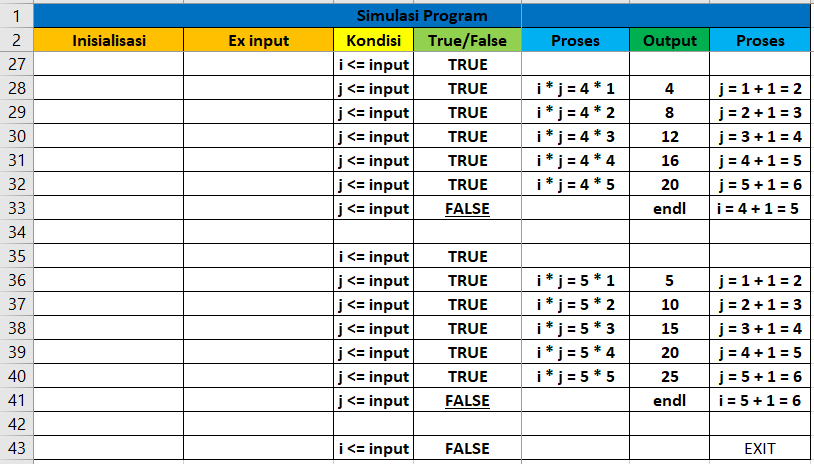 1 Simulasi Program
2 Inisialisasi Ex input Kondisi True/False Proses Output Proses
27 i <= input TRUE
28 j <= input TRUE i * j = 4 * 1 4 j = 1 + 1 = 2
29 j <= input TRUE i * j = 4 * 2 8 j = 2 + 1 = 3
30 j <= input TRUE i * j = 4 * 3 12 j = 3 + 1 = 4
31 j <= input TRUE i * j = 4 * 4 16 j = 4 + 1 = 5
32 j <= input TRUE i * j = 4 * 5 20 j = 5 + 1 = 6
33 j <= input FALSE endl i = 4 + 1 = 5
34
35 i <= input TRUE
36 j <= input TRUE i * j = 5 * 1 5 j = 1 + 1 = 2
37 j <= input TRUE i * j = 5 * 2 10 j = 2 + 1 = 3
38 j <= input TRUE i * j = 5 * 3 15 j = 3 + 1 = 4
39 j <= input TRUE i * j = 5 * 4 20 j = 4 + 1 = 5
40 j <= input TRUE i * j = 5 * 5 25 j = 5 + 1 = 6
41 j <= input FALSE endl i = 5 + 1 = 6
42
43 i <= input FALSE EXIT